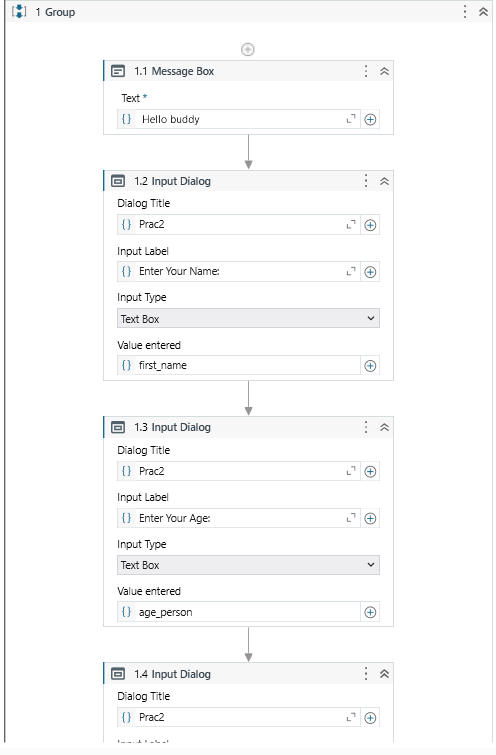 1 Group
1.1 Message Box
Text *
{} Hello buddy
1.2 Input Dialog
Dialog Title
{} Prac2
Input Label
{} Enter Your Name:
Input Type
Text Box
Value entered
{} first_name
1.3 Input Dialog
Dialog Title
{} Prac2
Input Label
{} Enter Your Age:
Input Type
Text Box
Value entered
{} age_person
1.4 Input Dialog
Dialog Title
{} Prac2